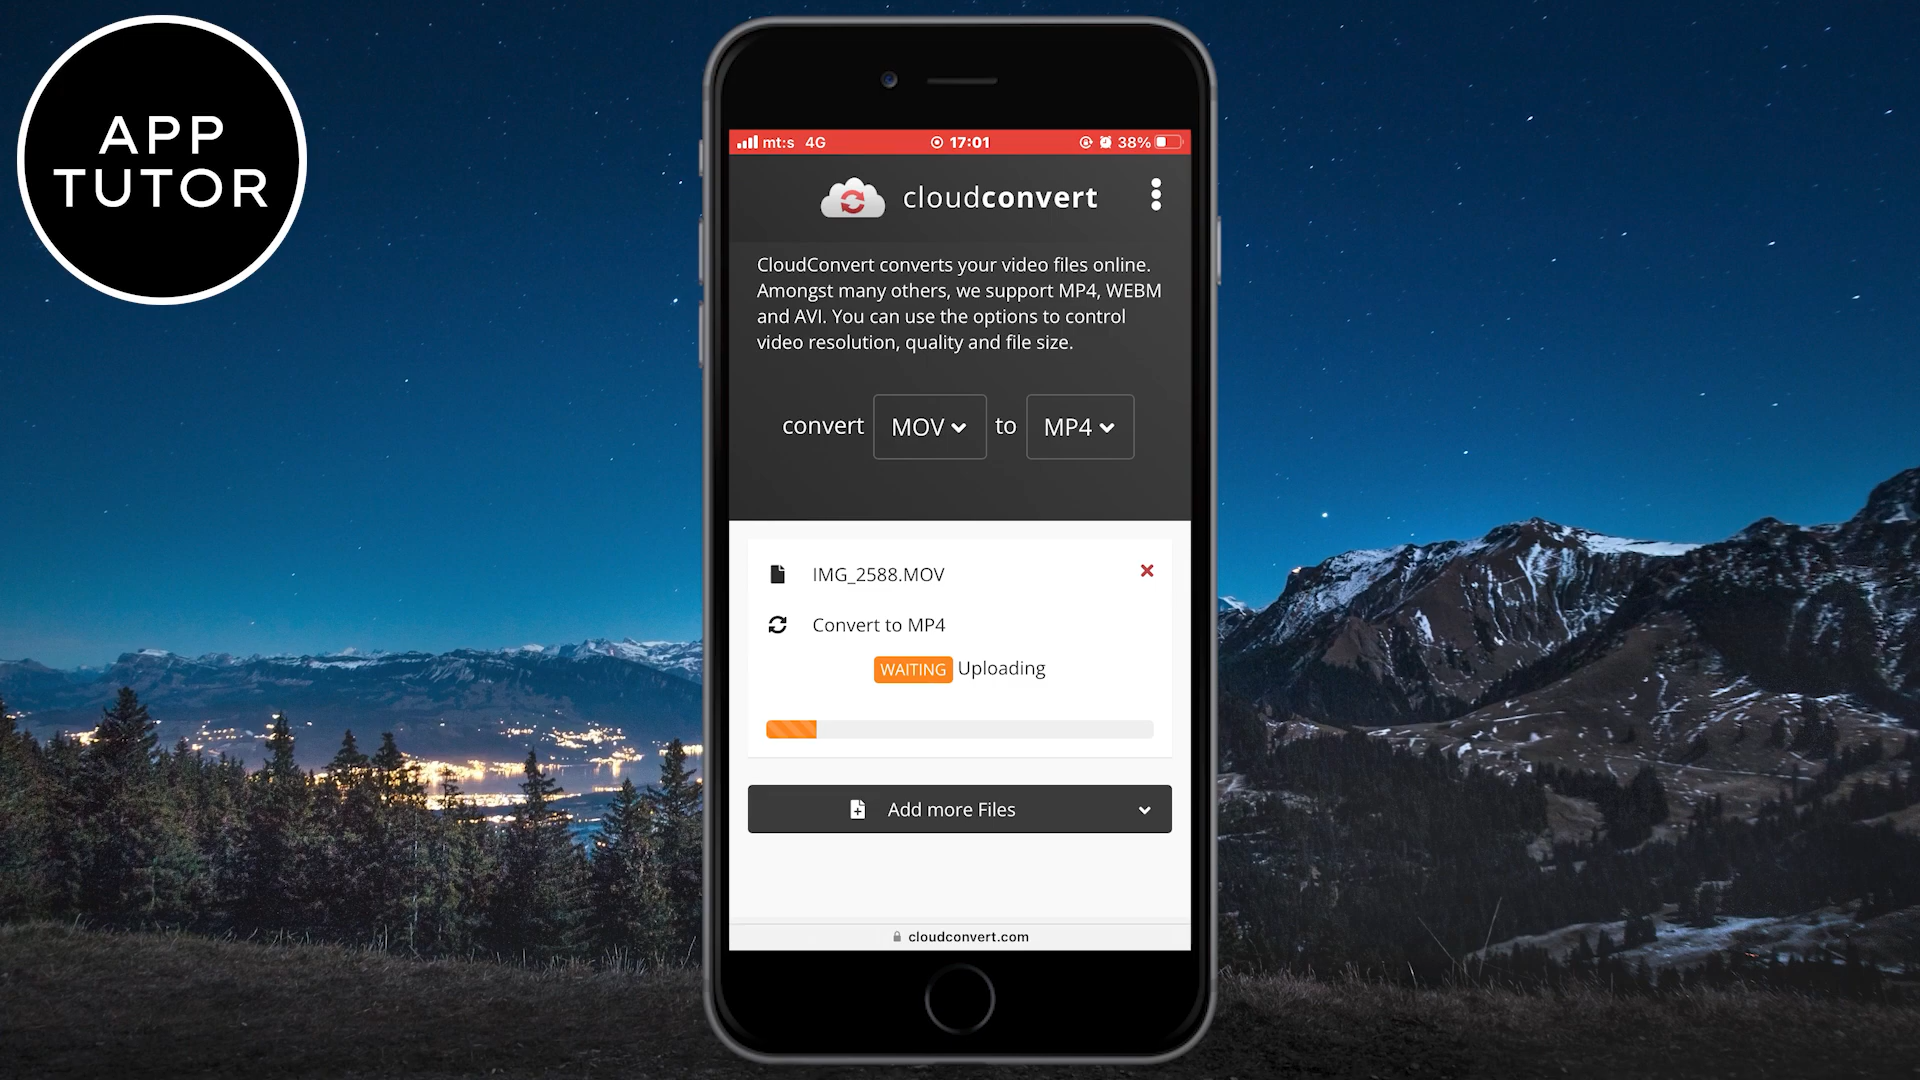 APP
TUTOR
mt:s 4G 17:01 38%
cloudconvert
CloudConvert converts your video files online.
Amongst many others, we support MP4, WEBM
and AVI. You can use the options to control
video resolution, quality and file size.
convert MOV to MP4
IMG_2588.MOV
Convert to MP4
WAITING Uploading
Add more Files
cloudconvert.com